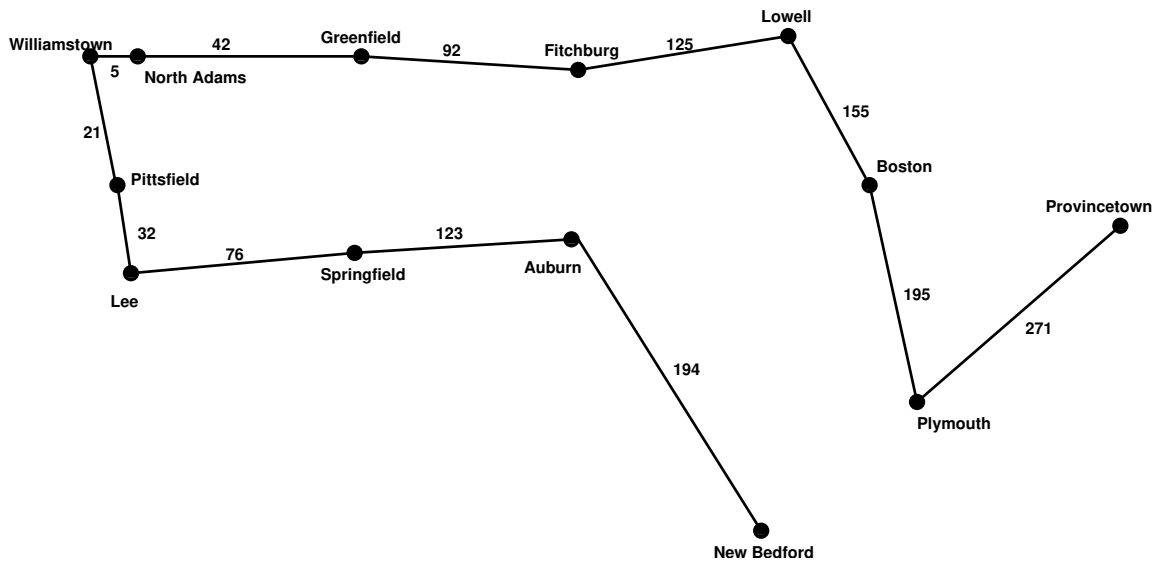 Lowell
Williamstown
42
Greenfield
92
Fitchburg
125
5
North Adams
155
21
Pittsfield
Boston
Provincetown
32
76
123
Springfield
Auburn
Lee
195
271
194
Plymouth
New Bedford